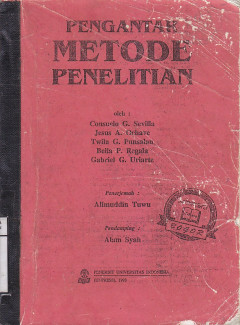 PENGANTAR
METODE
PENELITIAN
oleh :
Consuelo G. Sevilla
Jesus A. Ochave
Twila G. Punsalan
Bella P. Regala
Gabriel G. Uriarte
Penerjemah :
Alimuddin Tuwu
Pendamping :
Alam Syah
PENERBIT UNIVERSITAS INDONESIA